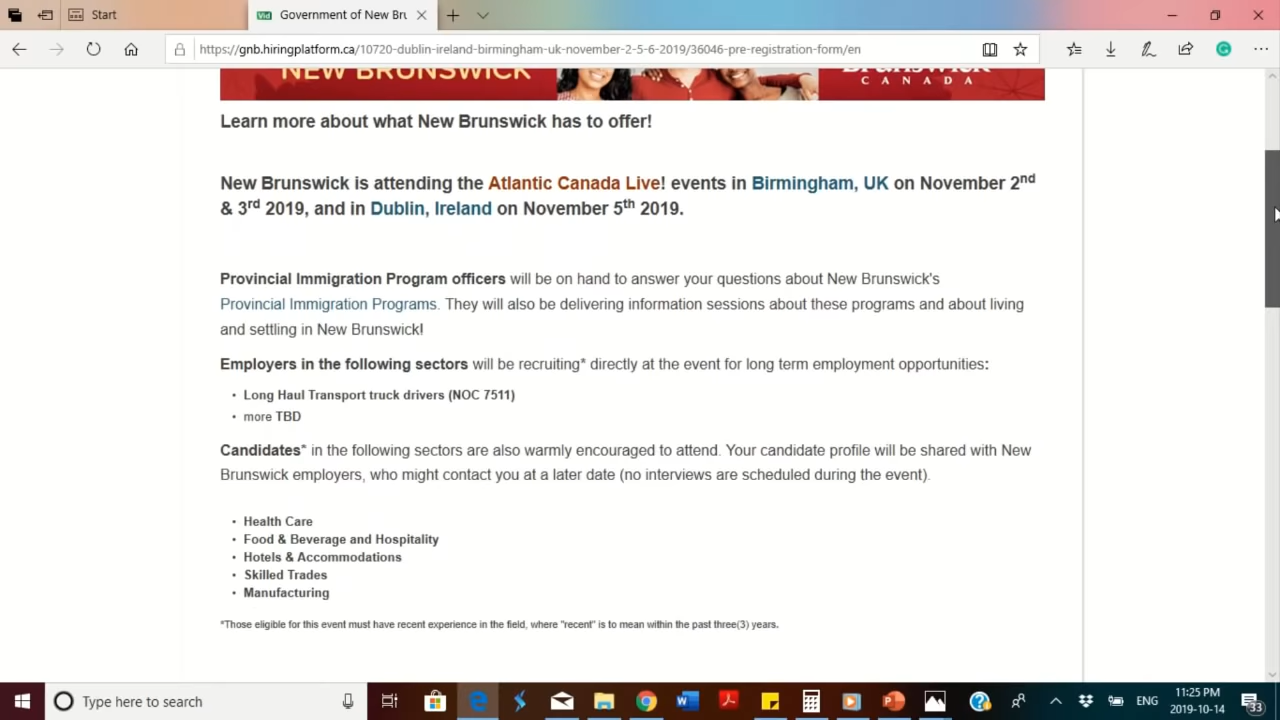 Start
Vid
Government of New Bru
https://gnb.hiringplatform.ca/10720-dublin-ireland-birmingham-uk-november-2-5-6-2019/36046-pre-registration-form/en
NEW BRUNSWICK
Brunswick
CANADA
Learn more about what New Brunswick has to offer!
New Brunswick is attending the Atlantic Canada Live! events in Birmingham, UK on November 2nd
& 3rd 2019, and in Dublin, Ireland on November 5th 2019.
Provincial Immigration Program officers will be on hand to answer your questions about New Brunswick's
Provincial Immigration Programs. They will also be delivering information sessions about these programs and about living
and settling in New Brunswick!
Employers in the following sectors will be recruiting* directly at the event for long term employment opportunities:
• Long Haul Transport truck drivers (NOC 7511)
• more TBD
Candidates* in the following sectors are also warmly encouraged to attend. Your candidate profile will be shared with New
Brunswick employers, who might contact you at a later date (no interviews are scheduled during the event).
• Health Care
• Food & Beverage and Hospitality
• Hotels & Accommodations
• Skilled Trades
• Manufacturing
*Those eligible for this event must have recent experience in the field, where "recent" is to mean within the past three(3) years.
Type here to search
ENG
11:25 PM
2019-10-14
33